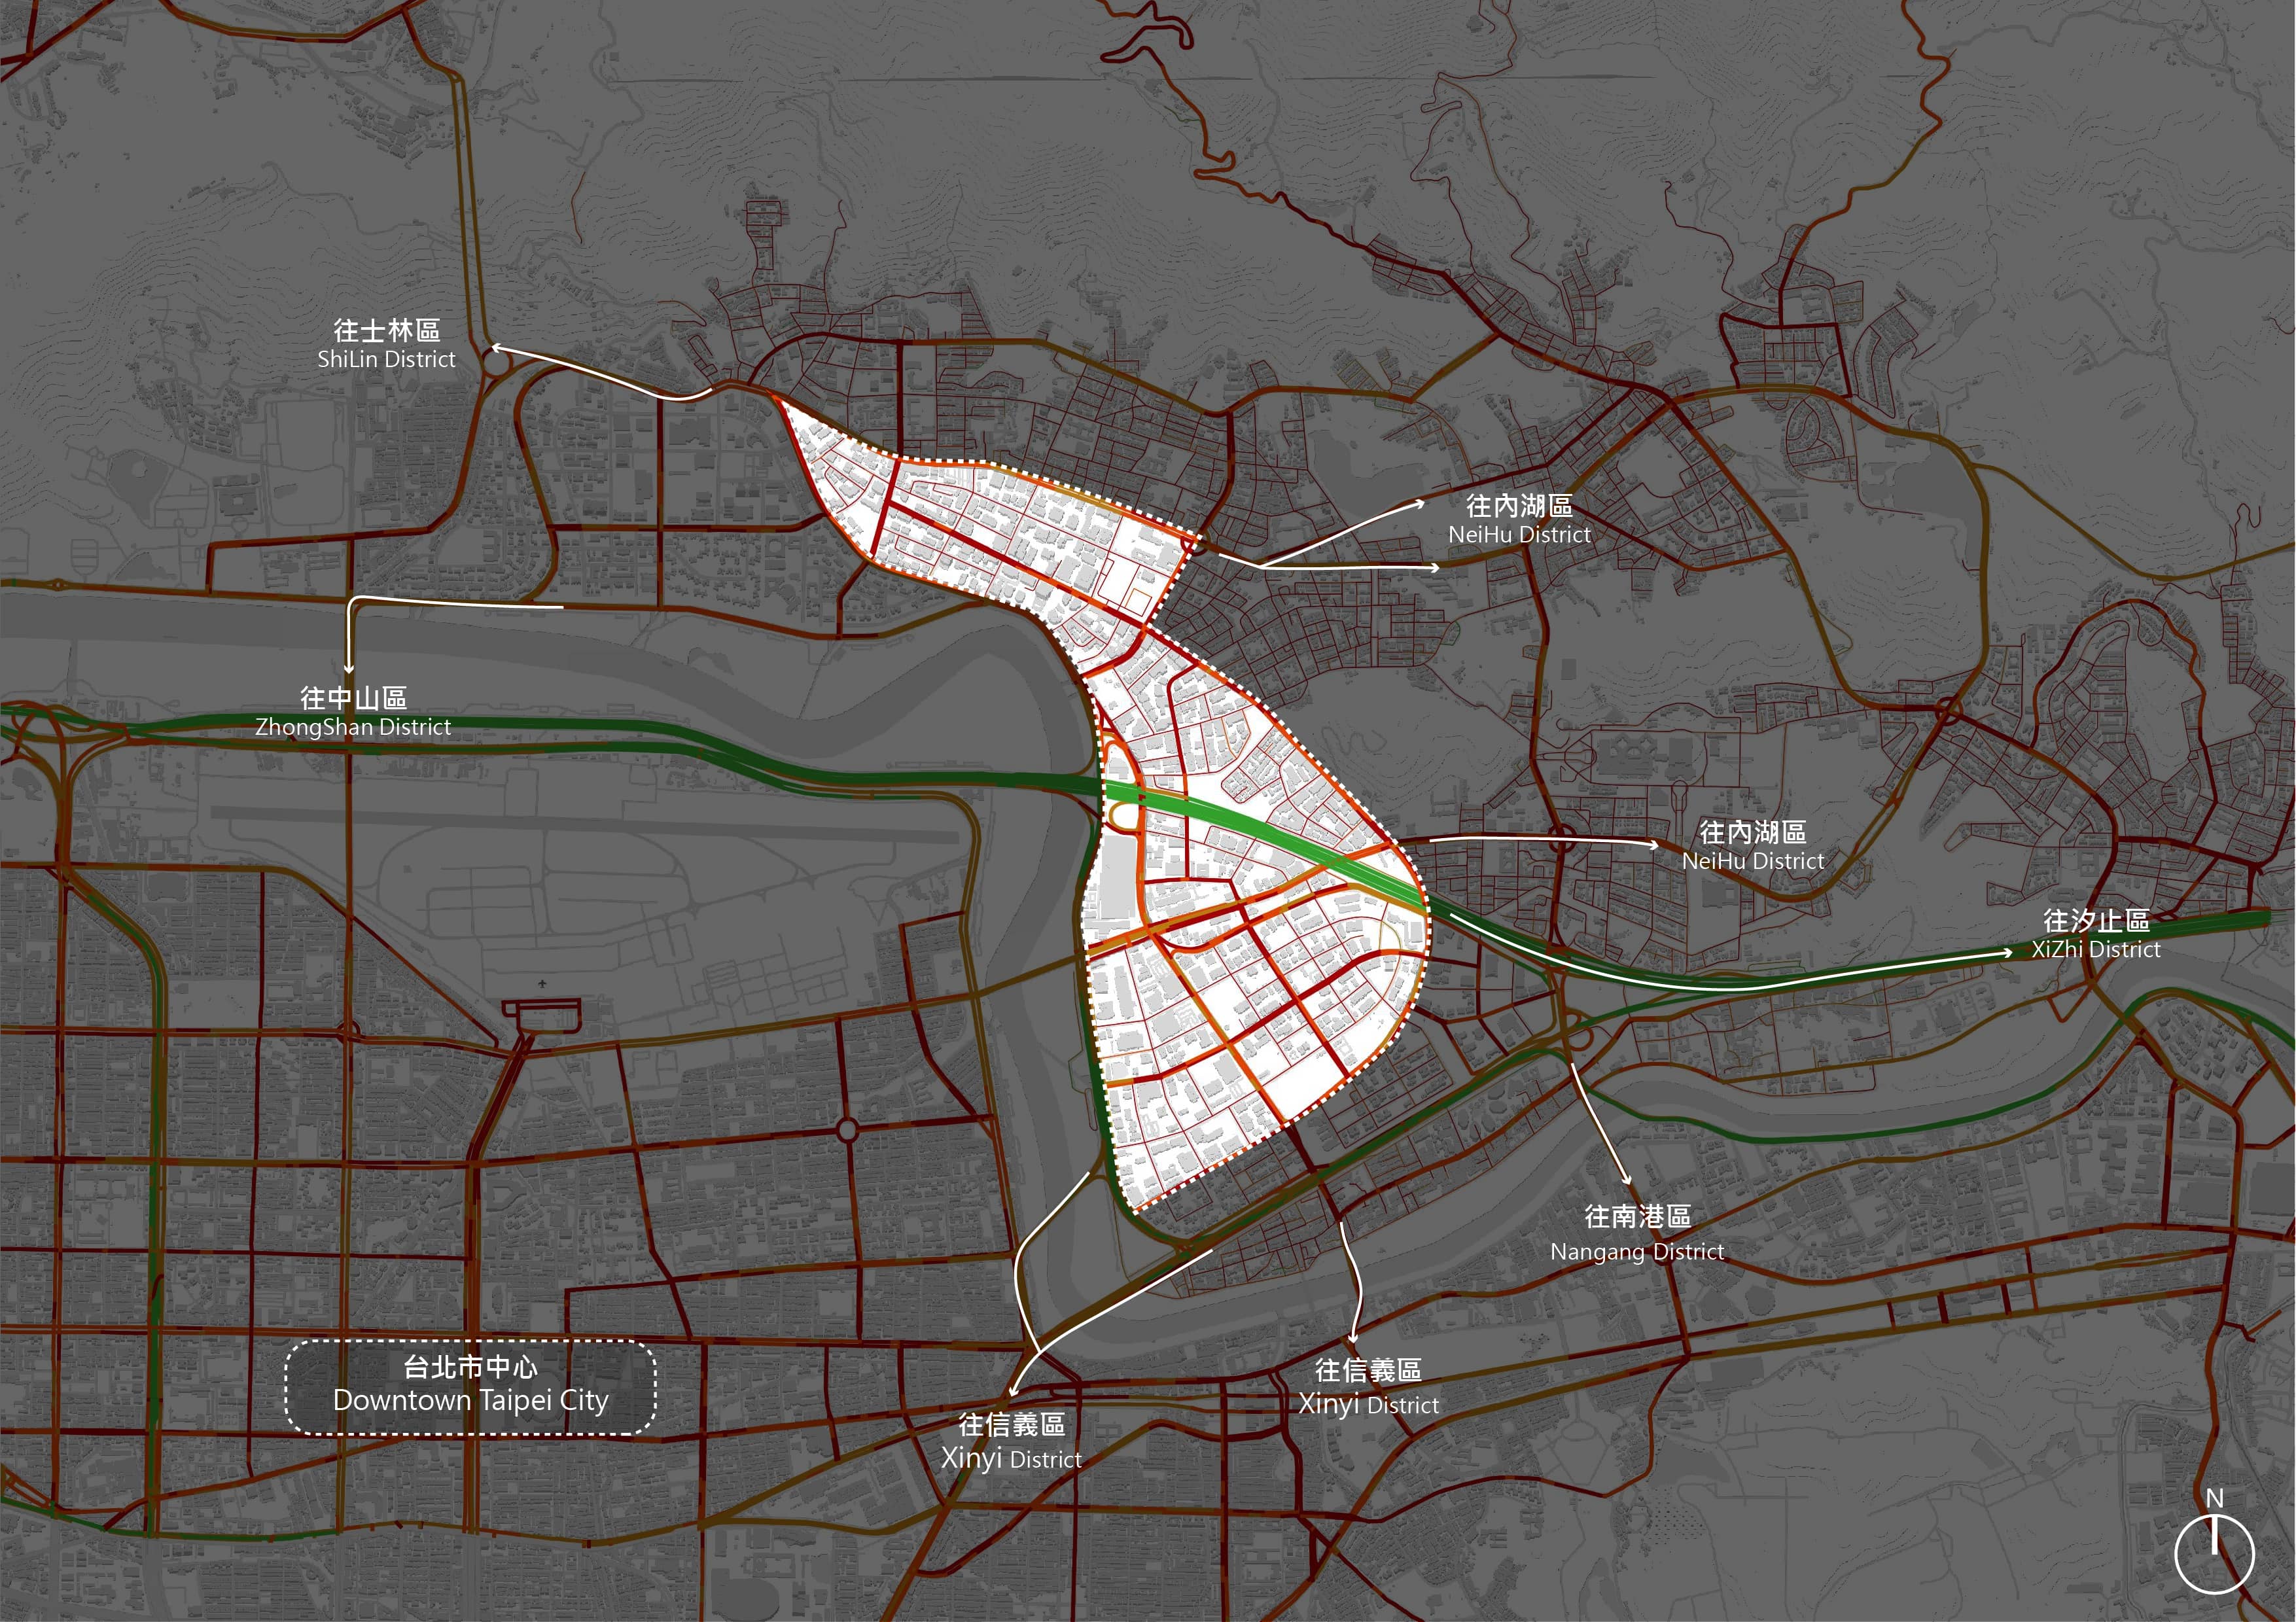 往士林區
ShiLin District
往內湖區
NeiHu District
往中山區
ZhongShan District
往內湖區
NeiHu District
往汐止區
XiZhi District
往南港區
Nangang District
台北市中心
Downtown Taipei City
往信義區
Xinyi District
往信義區
Xinyi District
N